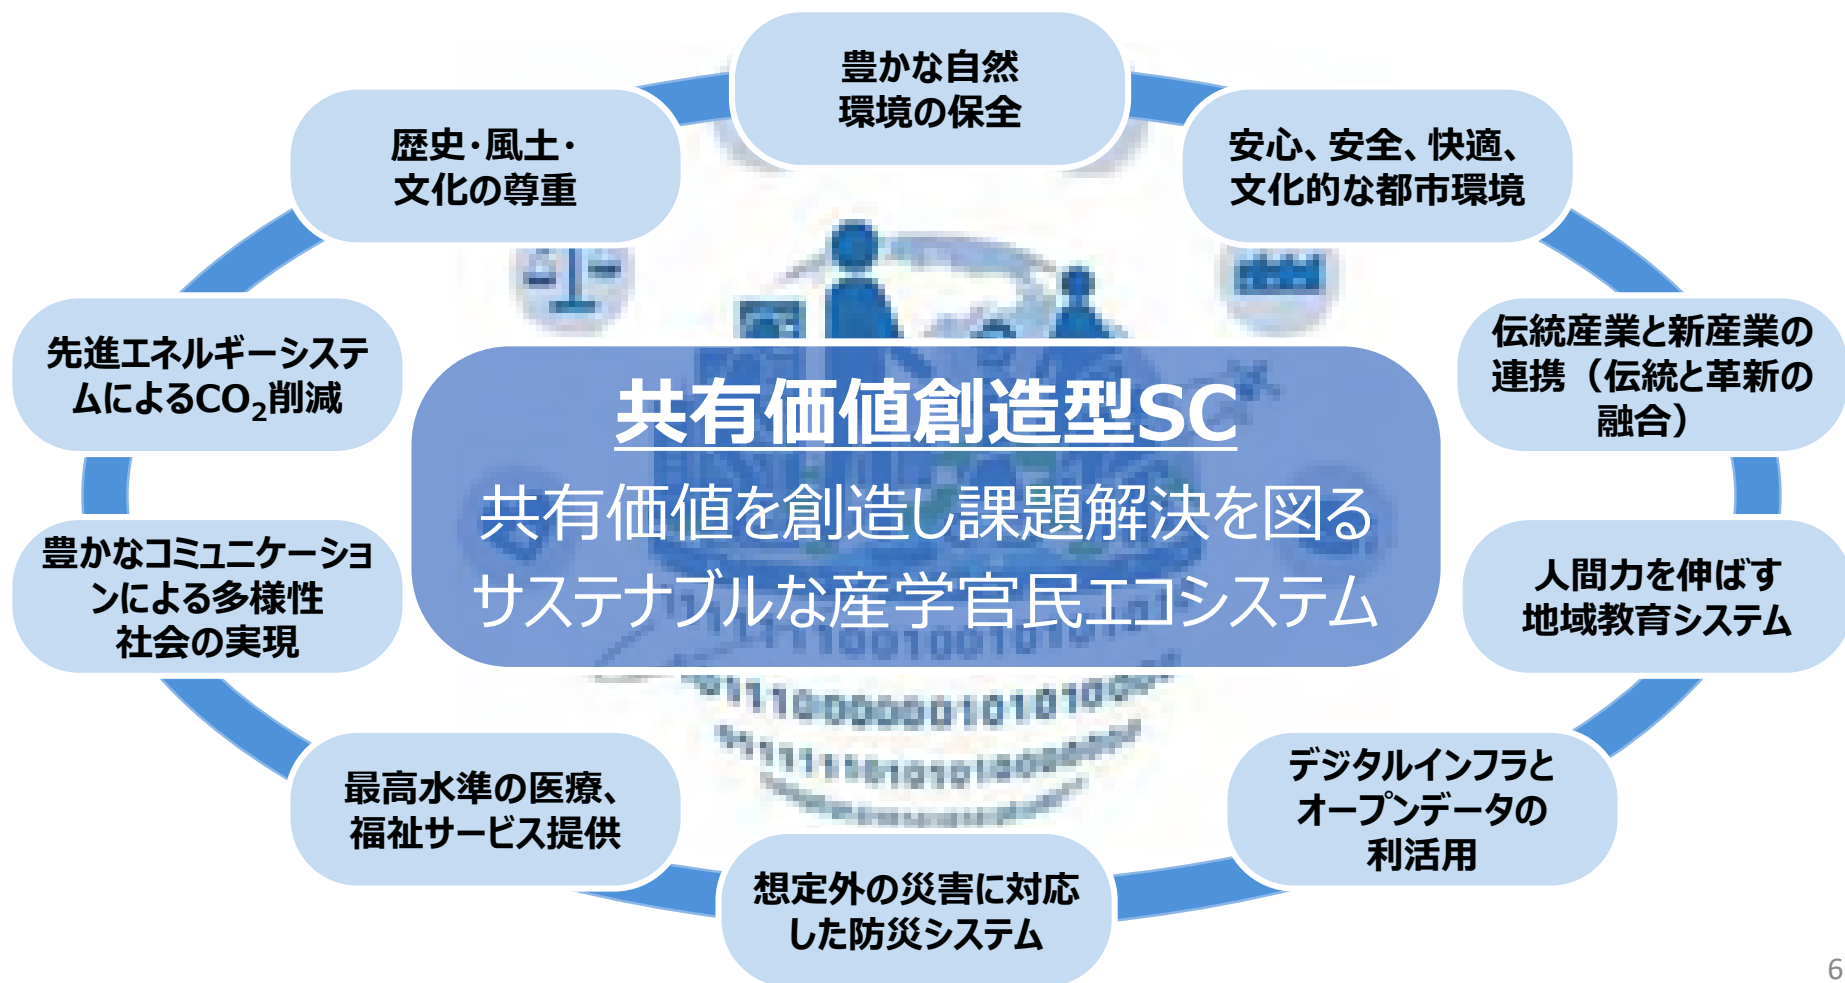 豊かな自然
環境の保全
安心、安全、快適、
文化的な都市環境
伝統産業と新産業の
連携（伝統と革新の
融合）
人間力を伸ばす
地域教育システム
デジタルインフラと
オープンデータの
利活用
想定外の災害に対応
した防災システム
最高水準の医療、
福祉サービス提供
豊かなコミュニケーショ
ンによる多様性
社会の実現
先進エネルギーシステ
ムによるCO₂削減
歴史・風土・
文化の尊重
共有価値創造型SC
共有価値を創造し課題解決を図る
サステナブルな産学官民エコシステム
6